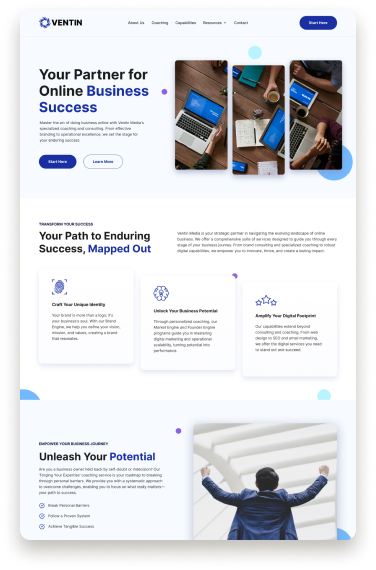 VENTIN
About Us Coaching Capabilities Resources Contact
Start Here
Your Partner for
Online Business
Success
Master the art of doing business online with Ventin Media's
specialized coaching and consulting. From effective
branding to operational excellence, we set the stage for
your enduring success.
Start Here
Learn More
TRANSFORM YOUR SUCCESS
Your Path to Enduring
Success, Mapped Out
Ventin Media is your strategic partner in navigating the evolving landscape of online
business. We offer a comprehensive suite of services designed to guide you through every
stage of your business journey. From brand consulting and specialized coaching to robust
digital capabilities, we empower you to innovate, thrive, and create a lasting impact.
Craft Your Unique Identity
Your brand is more than a logo; it's
your business's soul. With our Brand
Engine, we help you define your vision,
mission, and values, creating a brand
that resonates.
Unlock Your Business Potential
Through personalized coaching, our
Market Engine and Founder Engine
programs guide you in mastering
digital marketing and operational
scalability, turning potential into
performance.
Amplify Your Digital Footprint
Our capabilities extend beyond
consulting and coaching. From web
design to SEO and email marketing,
we offer the digital services you need
to stand out and succeed.
EMPOWER YOUR BUSINESS JOURNEY
Unleash Your Potential
Are you a business owner held back by self-doubt or indecision? Our
'Forging Your Expertise' coaching service is your roadmap to breaking
through personal barriers. We provide you with a systematic approach
to overcome challenges, enabling you to focus on what really matters—
your path to success.
Break Personal Barriers
Follow a Proven System
Achieve Tangible Success